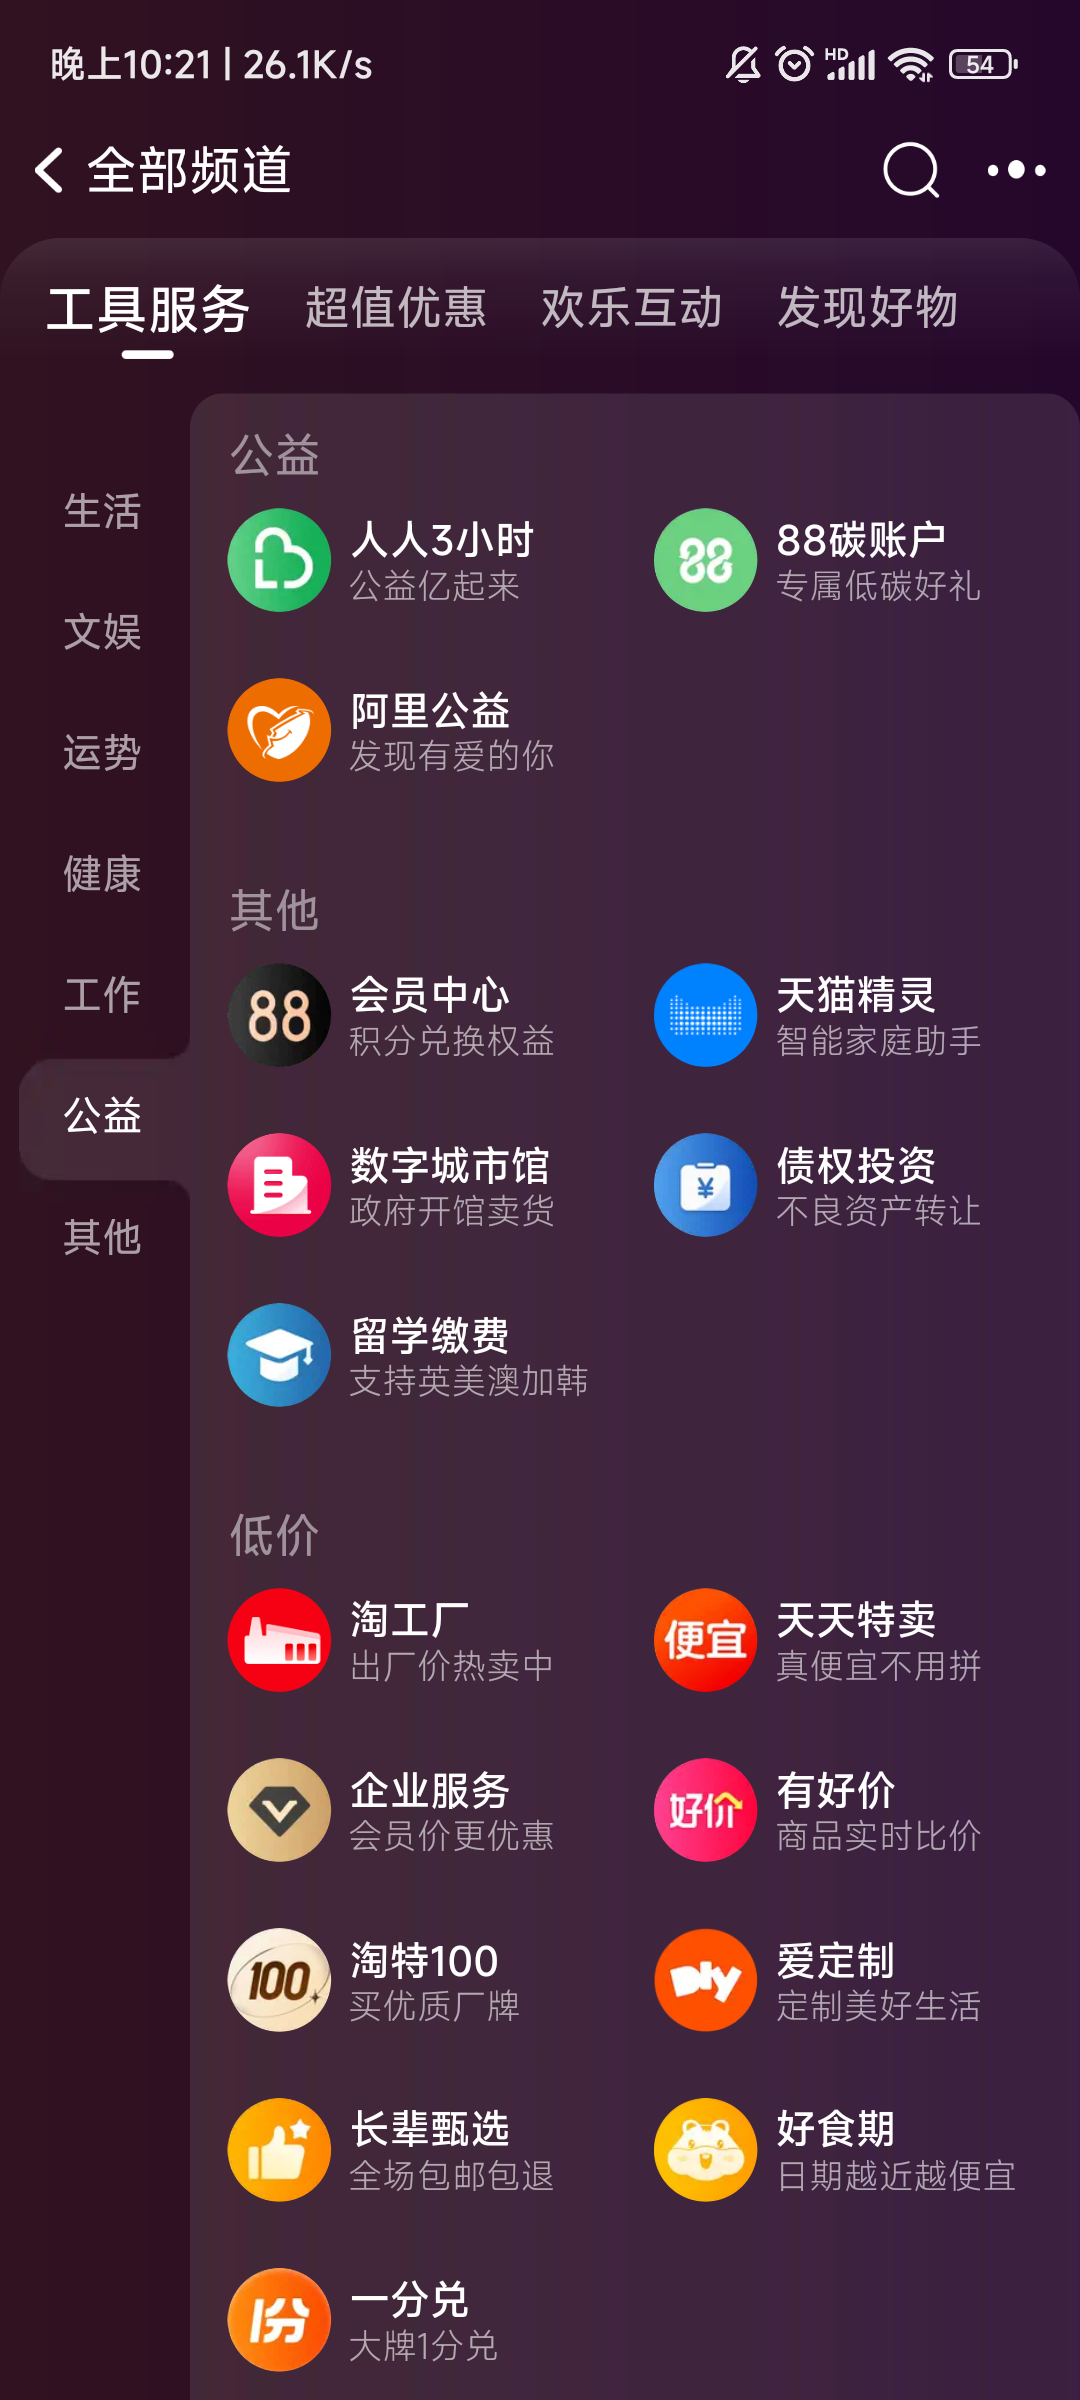 晚上10:21 | 26.1K/s
HD
54
全部频道
工具服务 超值优惠 欢乐互动 发现好物
生活
文娱
运势
健康
工作
公益
其他
公益
人人3小时
公益亿起来
88
88碳账户
专属低碳好礼
阿里公益
发现有爱的你
其他
88
会员中心
积分兑换权益
天猫精灵
智能家庭助手
数字城市馆
政府开馆卖货
¥
债权投资
不良资产转让
留学缴费
支持英美澳加韩
低价
淘工厂
出厂价热卖中
便宜
天天特卖
真便宜不用拼
企业服务
会员价更优惠
好价
有好价
商品实时比价
100
淘特100
买优质厂牌
DIY
爱定制
定制美好生活
长辈甄选
全场包邮包退
好食期
日期越近越便宜
1分
一分兑
大牌1分兑